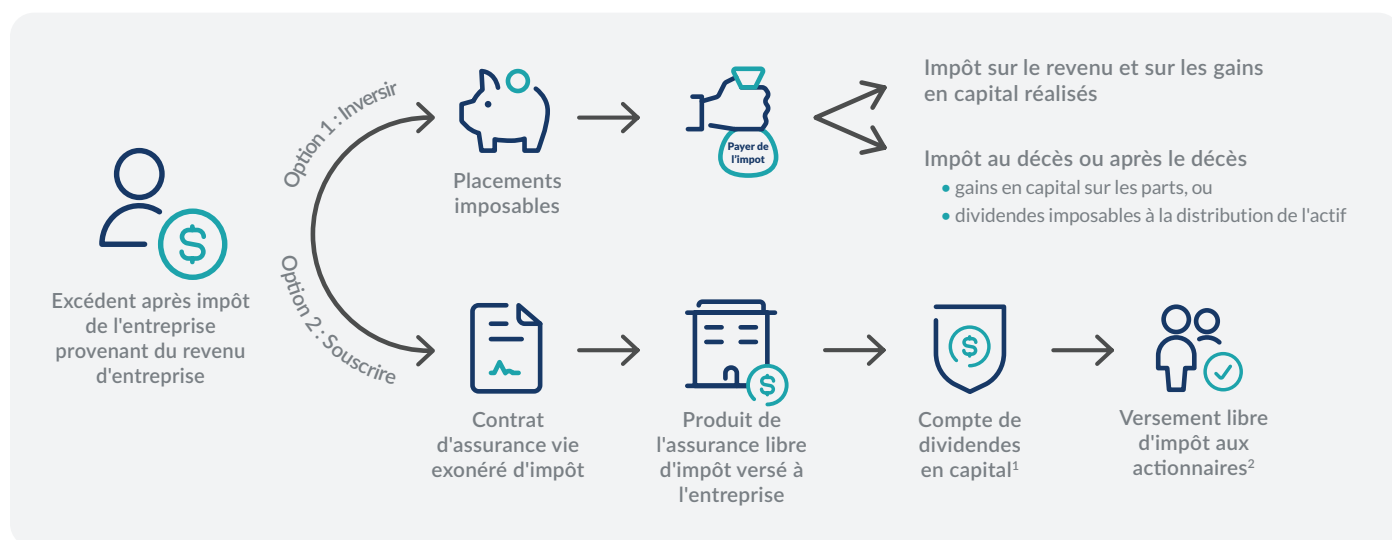 Excédent après impôt
de l'entreprise
provenant du revenu
d'entreprise
Option 1 : Inversir
Placements
imposables
Payer de
l'impot
Impôt sur le revenu et sur les gains
en capital réalisés
Impôt au décès ou après le décès
• gains en capital sur les parts, ou
• dividendes imposables à la distribution de l'actif
Option 2 : Souscrire
Contrat
d'assurance vie
exonéré d'impôt
Produit de
l'assurance libre
d'impôt versé à
l'entreprise
Compte de
dividendes
en capital¹
Versement libre
d'impôt aux
actionnaires²